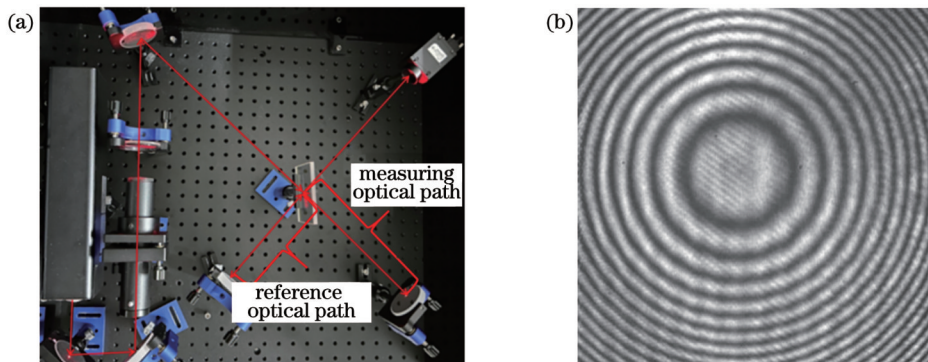 (a)
(b)
measuring
optical path
reference
optical path